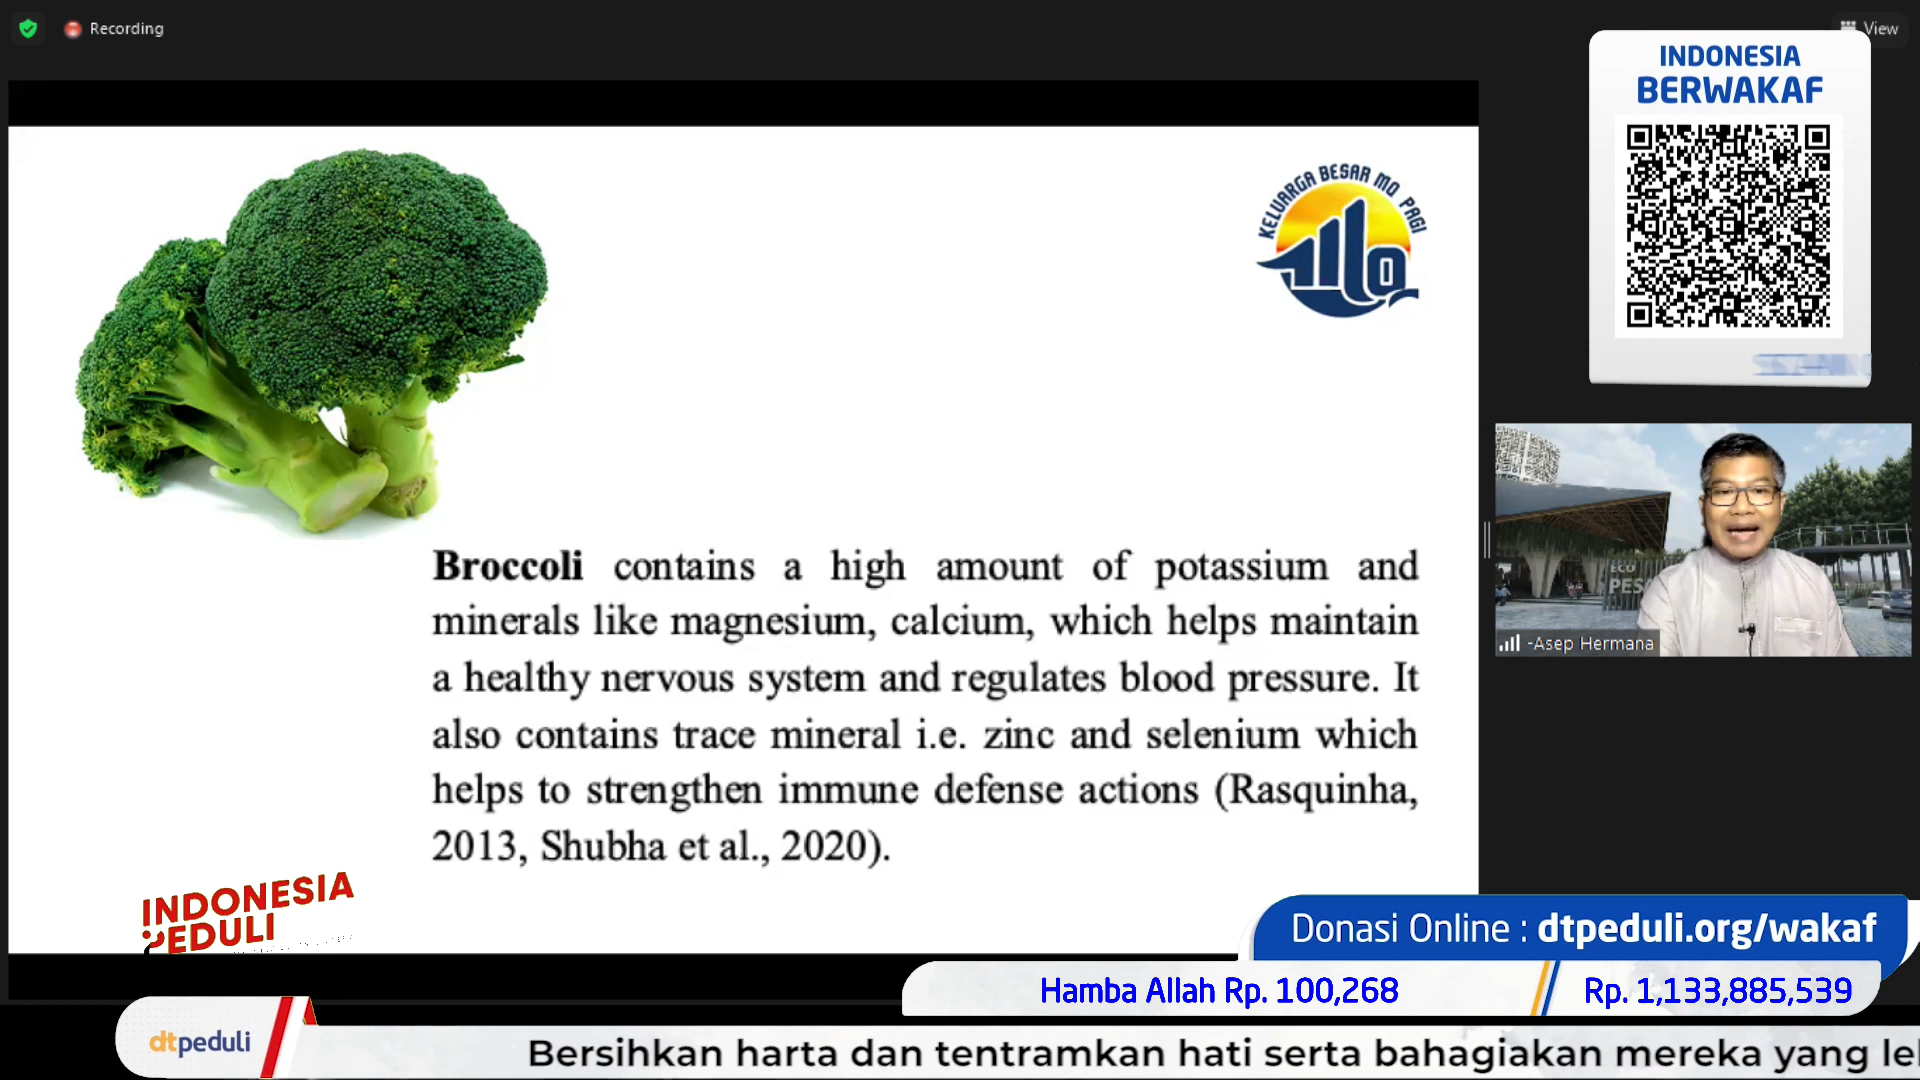 Recording
View
INDONESIA
BERWAKAF
KELUARGA BESAR MQ PAGI
MQ
Broccoli contains a high amount of potassium and
minerals like magnesium, calcium, which helps maintain
a healthy nervous system and regulates blood pressure. It
also contains trace mineral i.e. zinc and selenium which
helps to strengthen immune defense actions (Rasquinha,
2013, Shubha et al., 2020).
ECO
PES
-Asep Hermana
INDONESIA
PEDULI
Donasi Online : dtpeduli.org/wakaf
Hamba Allah Rp. 100,268
Rp. 1,133,885,539
dtpeduli
Bersihkan harta dan tentramkan hati serta bahagiakan mereka yang